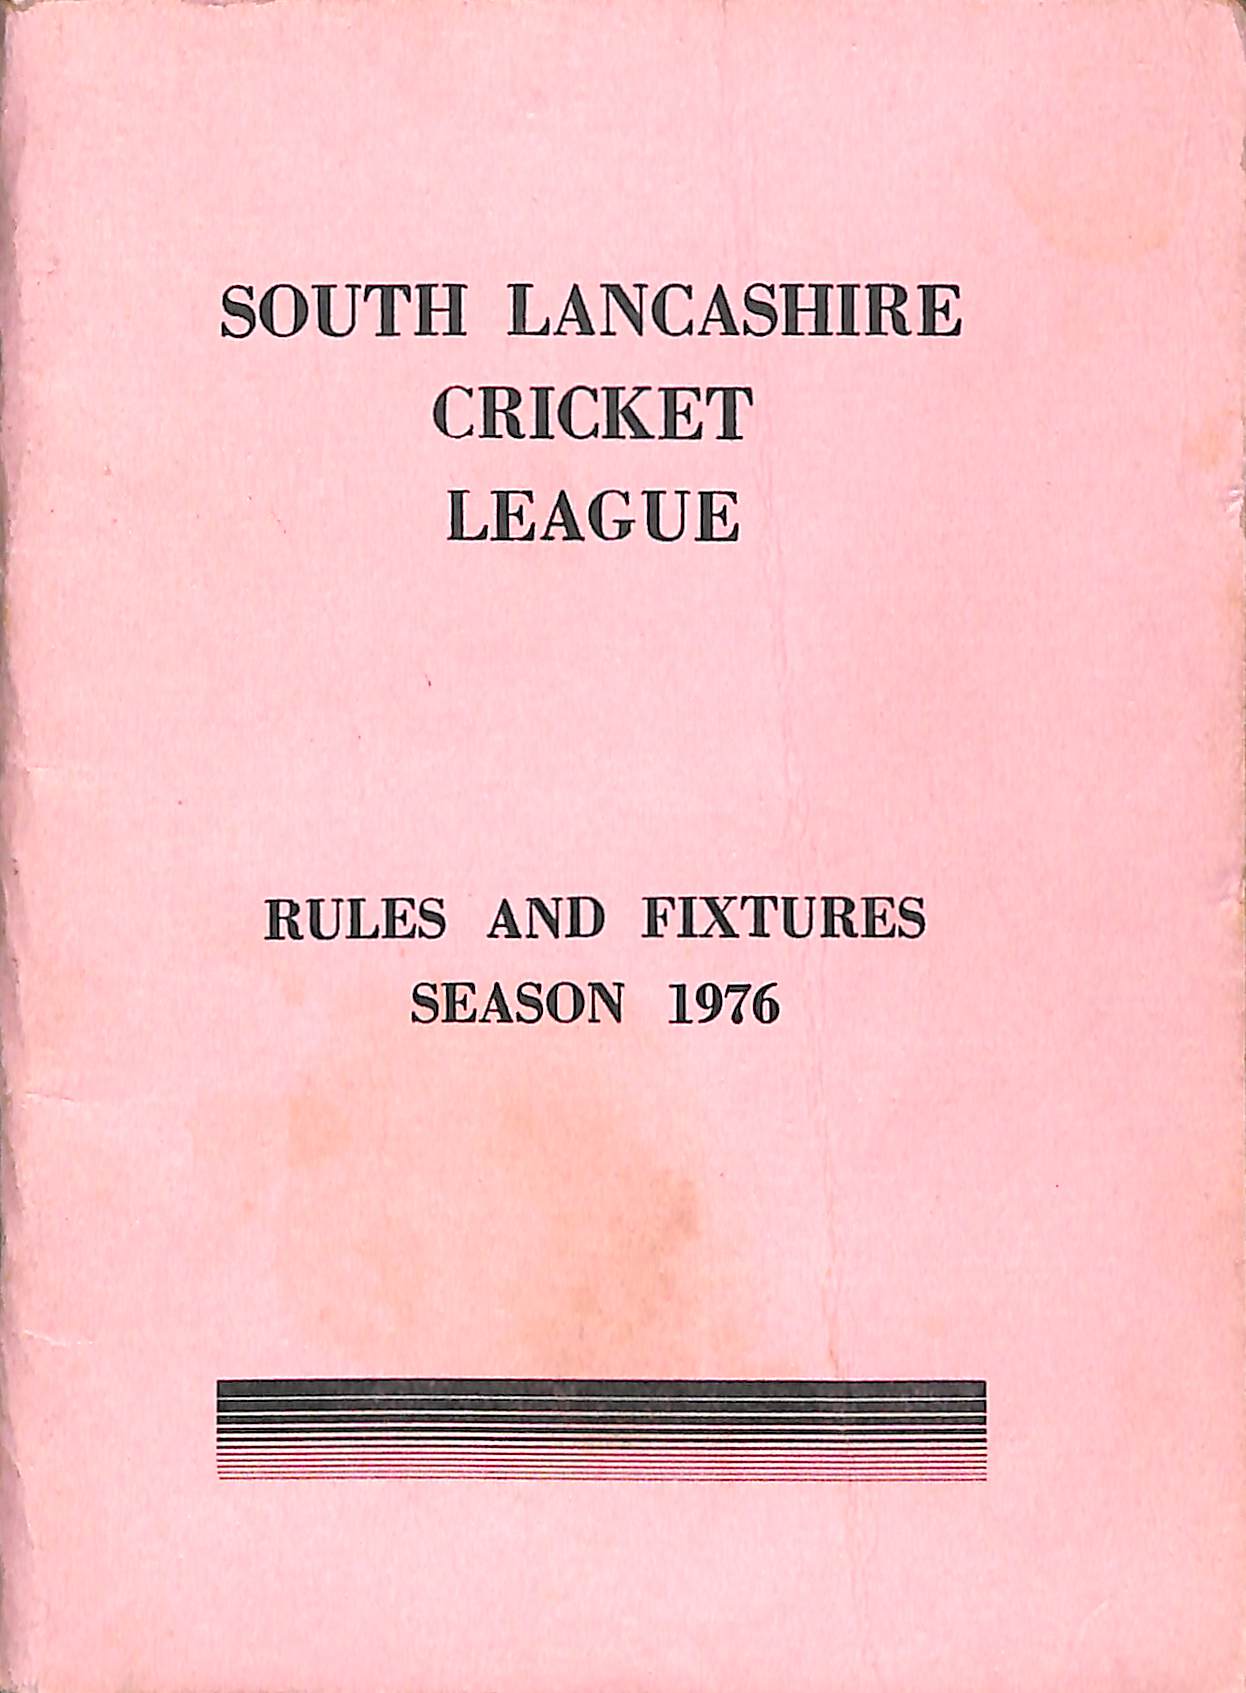 SOUTH LANCASHIRE
CRICKET
LEAGUE
RULES AND FIXTURES
SEASON 1976